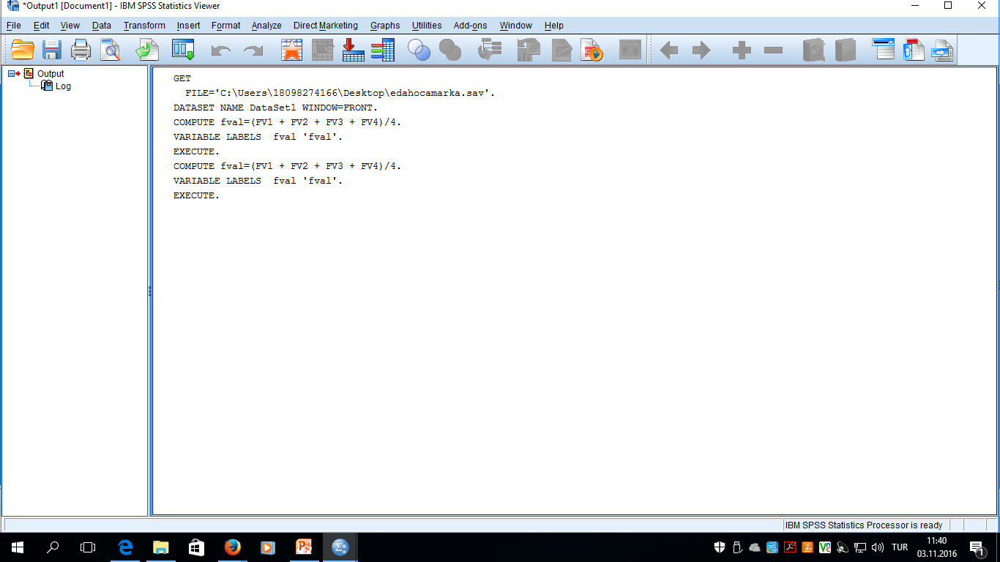 *Output1 [Document1] - IBM SPSS Statistics Viewer
File Edit View Data Transform Insert Format Analyze Direct Marketing Graphs Utilities Add-ons Window Help
Output
Log
GET
FILE='C:\Users\18098274166\Desktop\edahocamarka.sav'.
DATASET NAME DataSet1 WINDOW=FRONT.
COMPUTE fval=(FV1 + FV2 + FV3 + FV4)/4.
VARIABLE LABELS  fval 'fval'.
EXECUTE.
COMPUTE fval=(FV1 + FV2 + FV3 + FV4)/4.
VARIABLE LABELS  fval 'fval'.
EXECUTE.
IBM SPSS Statistics Processor is ready
TUR
11:40
03.11.2016
1